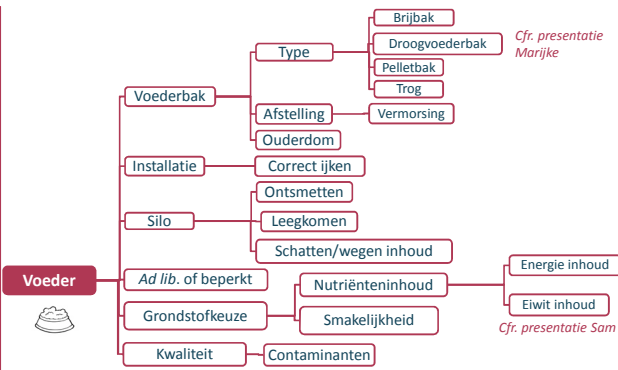 Brijbak
Droogvoederbak
Cfr. presentatie
Marijke
Type
Pelletbak
Trog
Voederbak
Afstelling
Vermorsing
Ouderdom
Installatie
Correct ijken
Ontsmetten
Silo
Leegkomen
Schatten/wegen inhoud
Voeder
Ad lib. of beperkt
Nutriënteninhoud
Energie inhoud
Eiwit inhoud
Cfr. presentatie Sam
Grondstofkeuze
Smakelijkheid
Kwaliteit
Contaminanten